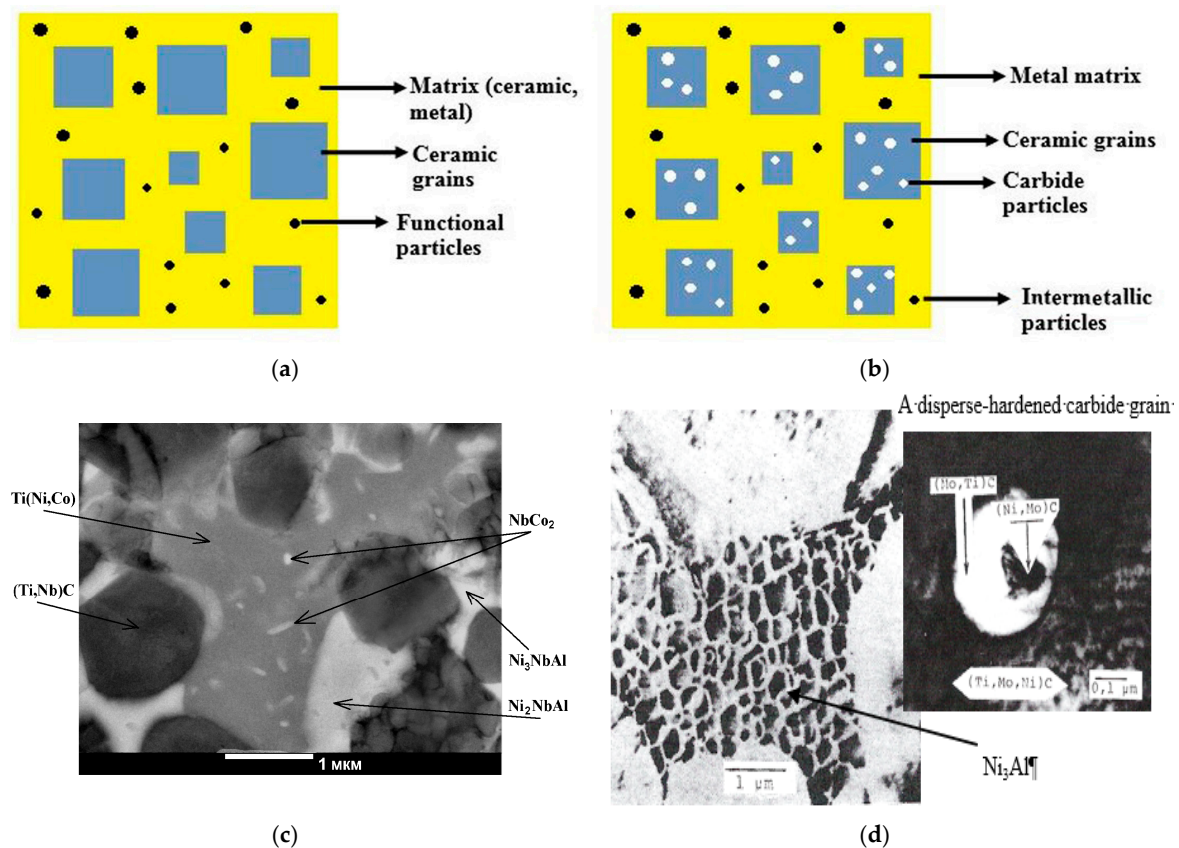 Matrix (ceramic,
metal)
Ceramic
grains
Functional
particles
(a)
Metal matrix
Ceramic grains
Carbide
particles
Intermetallic
particles
(b)
Ti(Ni,Co)
(Ti,Nb)C
NbCo₂
Ni₃NbAl
Ni₂NbAl
1 мкм
(c)
A·disperse-hardened·carbide·grain·
(Mo,Ti)C
(Ni,Mo)C
(Ti,Mo,Ni)C
0,1 μm
1 μm
Ni₃Al¶
(d)